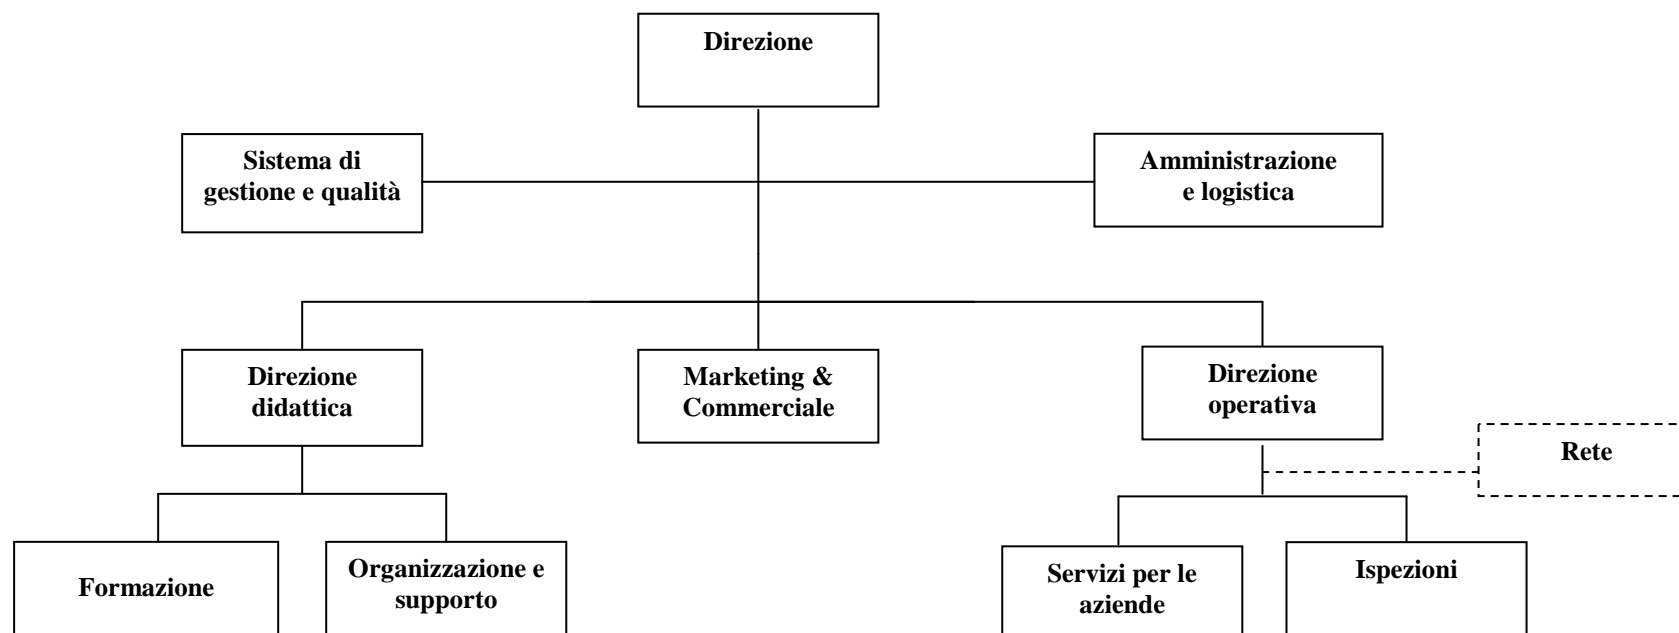 Direzione
Sistema di
gestione e qualità
Amministrazione
e logistica
Direzione
didattica
Marketing &
Commerciale
Direzione
operativa
Rete
Formazione
Organizzazione e
supporto
Servizi per le
aziende
Ispezioni